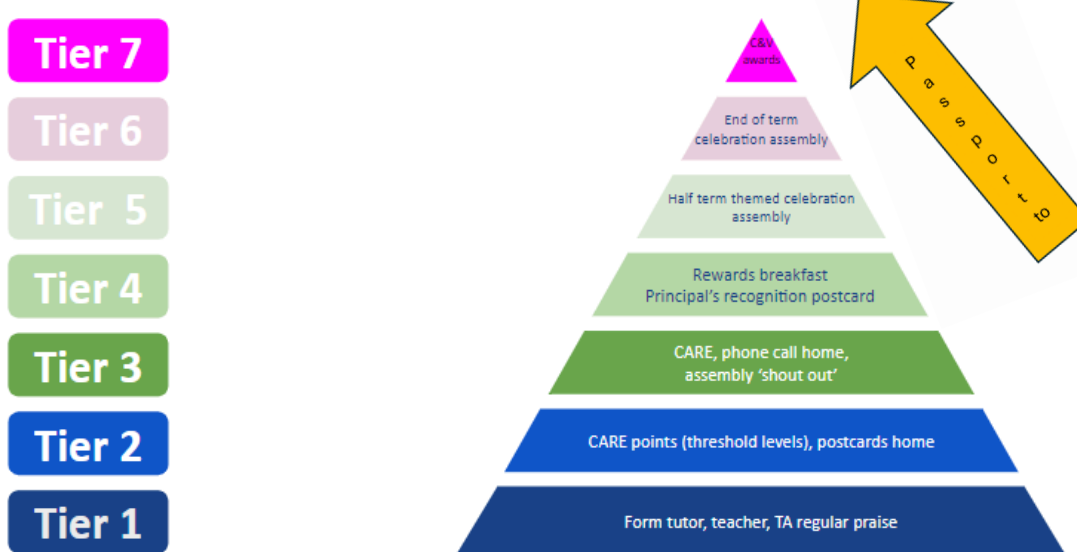 Tier 7
C&V
awards
Tier 6
End of term
celebration assembly
Tier 5
Half term themed celebration
assembly
Tier 4
Rewards breakfast
Principal's recognition postcard
Tier 3
CARE, phone call home,
assembly ‘shout out’
Tier 2
CARE points (threshold levels), postcards home
Tier 1
Form tutor, teacher, TA regular praise
Passport to